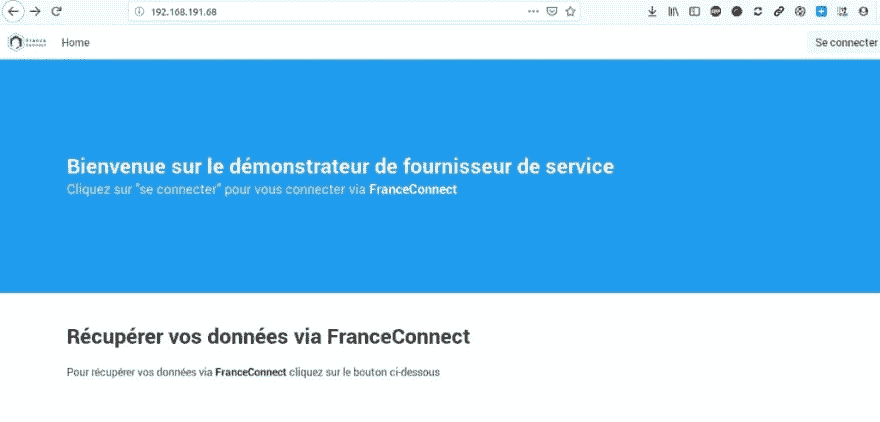 192.168.191.68
FRANCE CONNECT Home Se connecter
Bienvenue sur le démonstrateur de fournisseur de service
Cliquez sur "se connecter" pour vous connecter via FranceConnect
Récupérer vos données via FranceConnect
Pour récupérer vos données via FranceConnect cliquez sur le bouton ci-dessous